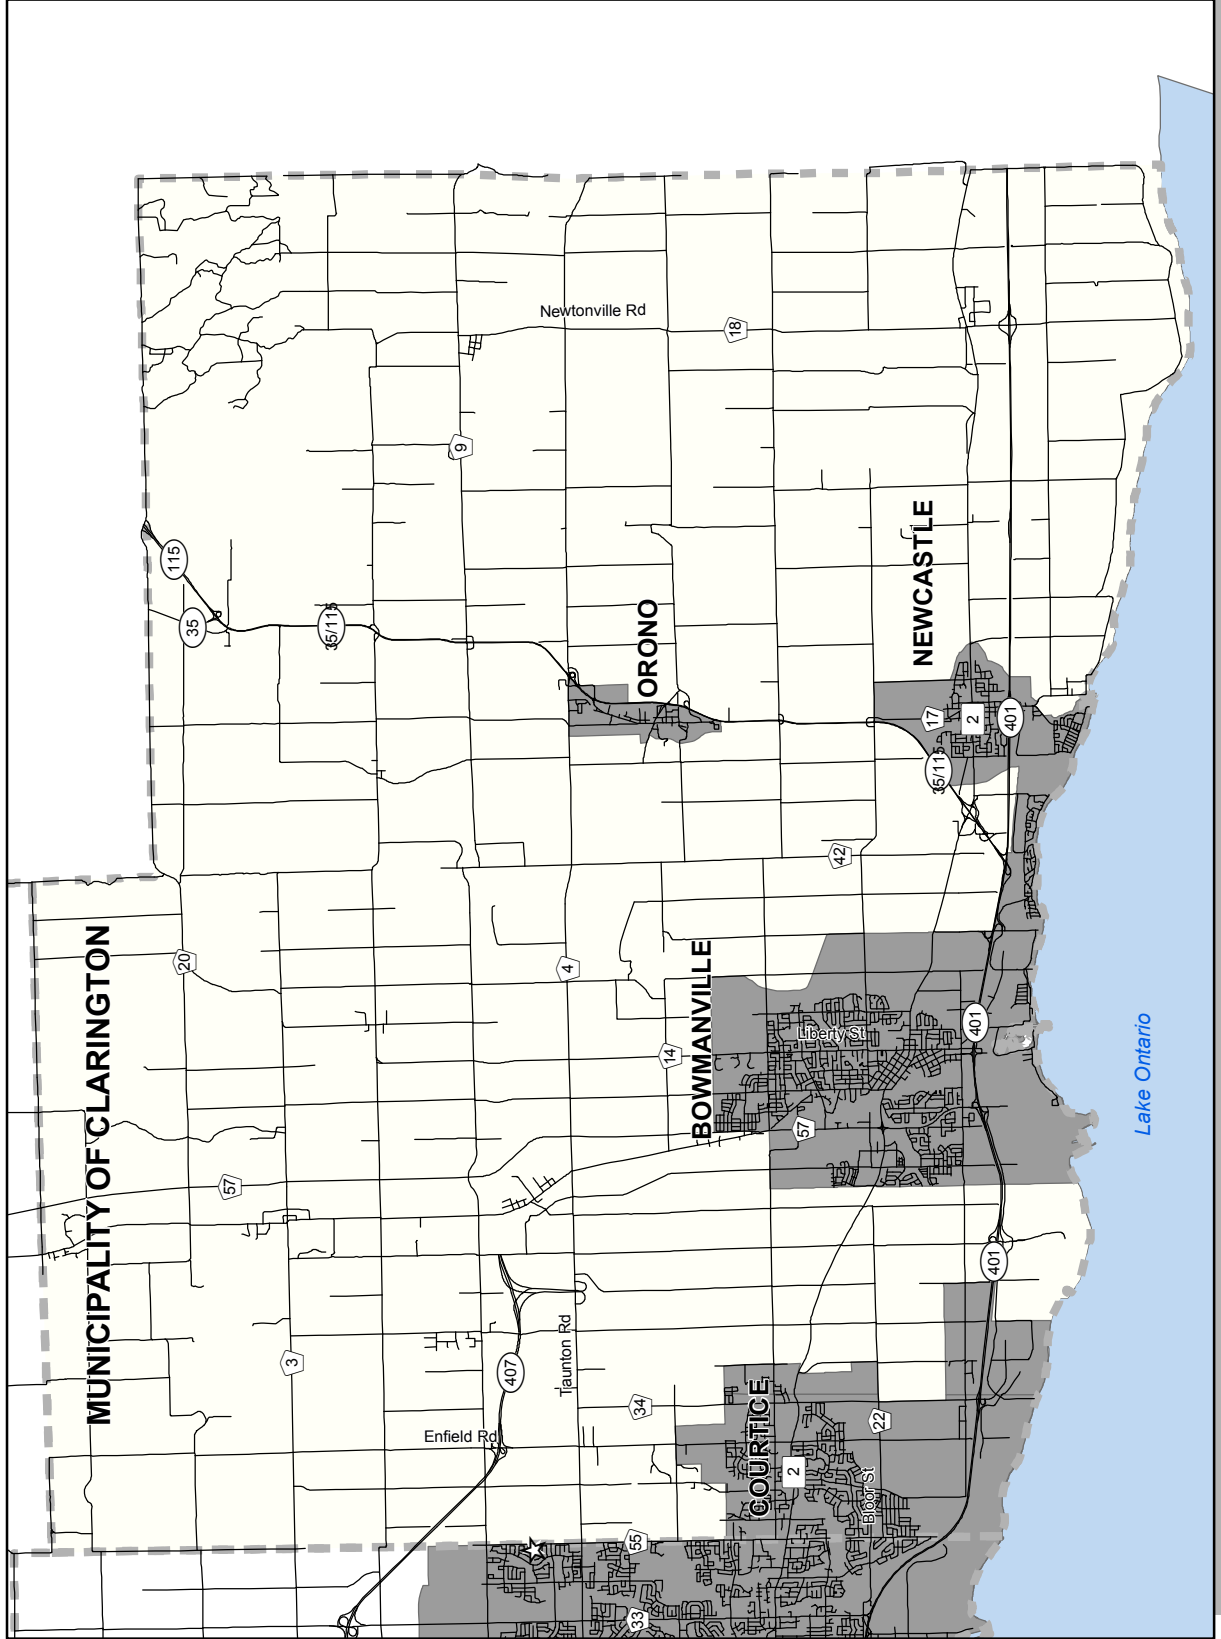 MUNICIPALITY OF CLARINGTON
Newtonville Rd
18
9
115
35
35/115
ORONO
NEWCASTLE
17
2
401
35/115
42
20
4
BOWMANVILLE
14
Liberty St
401
57
57
Lake Ontario
401
3
407
Taunton Rd
Enfield Rd
34
COURTICE
22
2
Bloor St
55
33